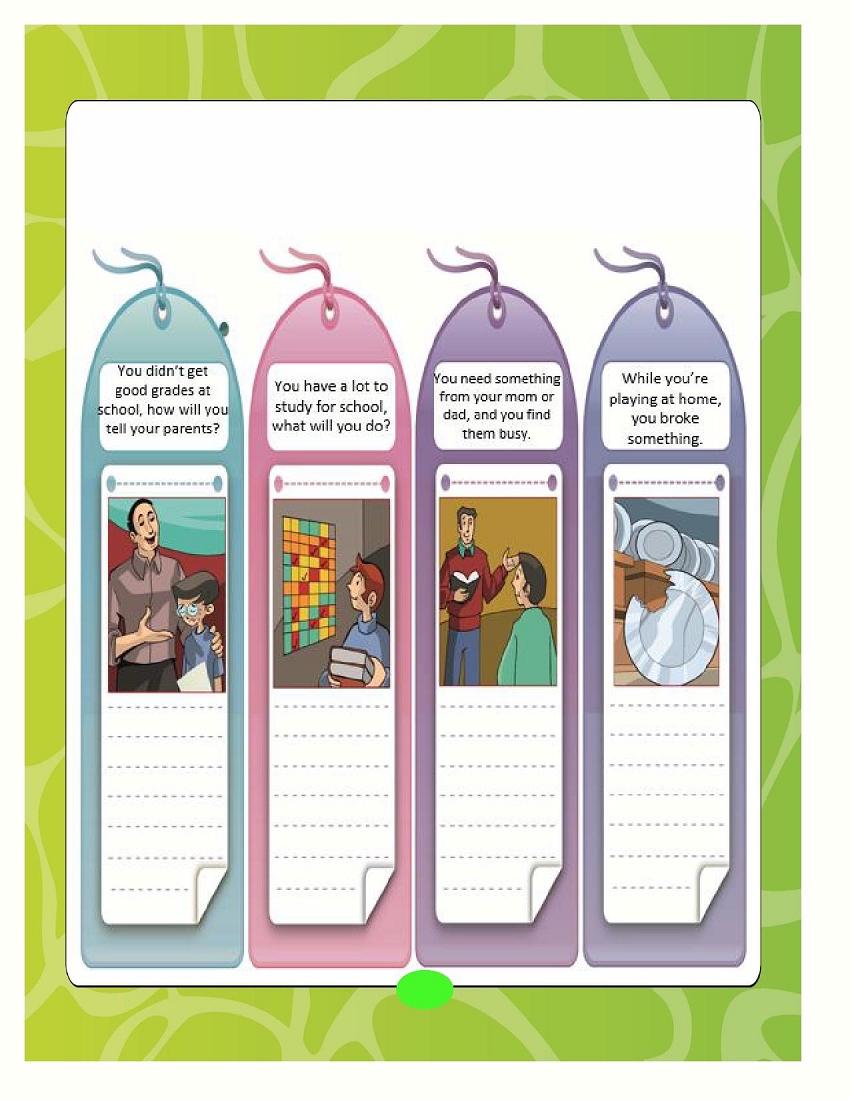 You didn't get
good grades at
school, how will you
tell your parents?
You have a lot to
study for school,
what will you do?
You need something
from your mom or
dad, and you find
them busy.
While you're
playing at home,
you broke
something.